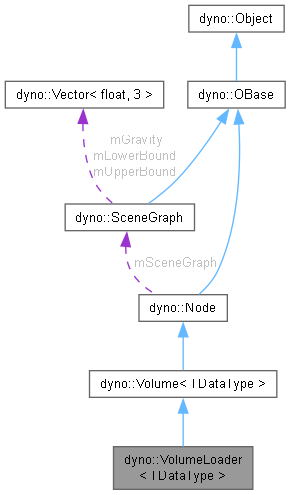 dyno::Object
dyno::Vector< float, 3 >
dyno::OBase
mGravity
mLowerBound
mUpperBound
dyno::SceneGraph
mSceneGraph
dyno::Node
dyno::Volume< TDataType >
dyno::VolumeLoader
< TDataType >